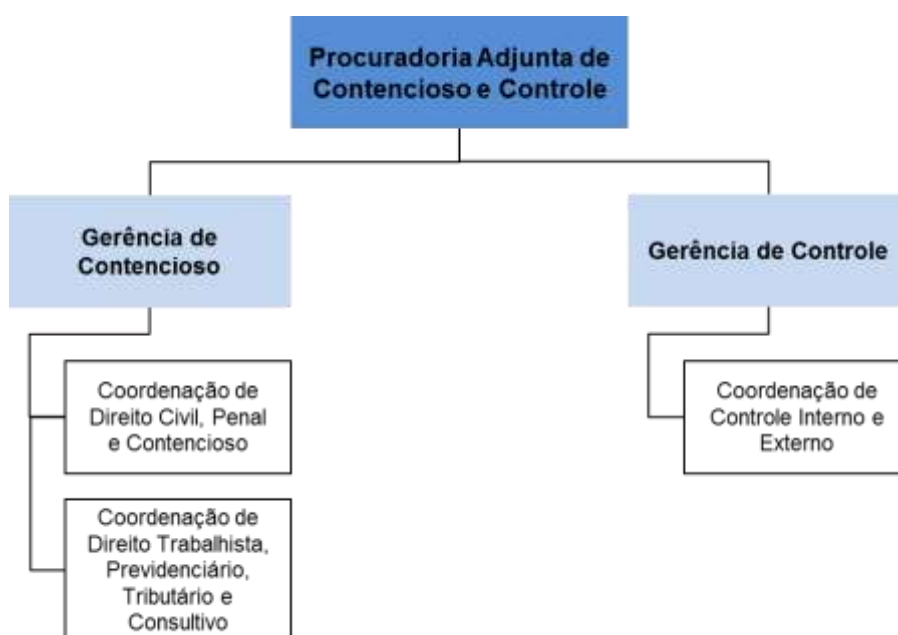 Procuradoria Adjunta de
Contencioso e Controle
Gerência de
Contencioso
Gerência de Controle
Coordenação de
Direito Civil, Penal
e Contencioso
Coordenação de
Controle Interno e
Externo
Coordenação de
Direito Trabalhista,
Previdenciário,
Tributário e
Consultivo